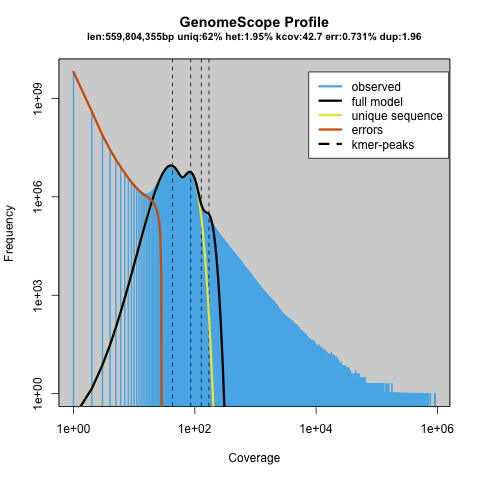 GenomeScope Profile
len:559,804,355bp uniq:62% het:1.95% kcov:42.7 err:0.731% dup:1.96
observed
full model
unique sequence
errors
kmer-peaks
Frequency
1e+09
1e+06
1e+03
1e+00
1e+00 1e+02 1e+04 1e+06
Coverage